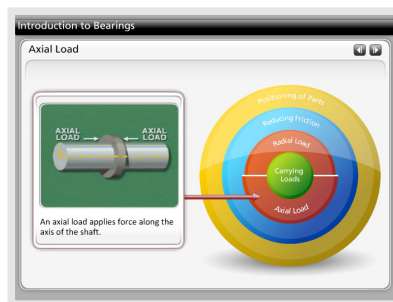 Introduction to Bearings
Axial Load
AXIAL LOAD
AXIAL LOAD
An axial load applies force along the
axis of the shaft.
Positioning of Parts
Reducing Friction
Radial Load
Carrying
Loads
Axial Load